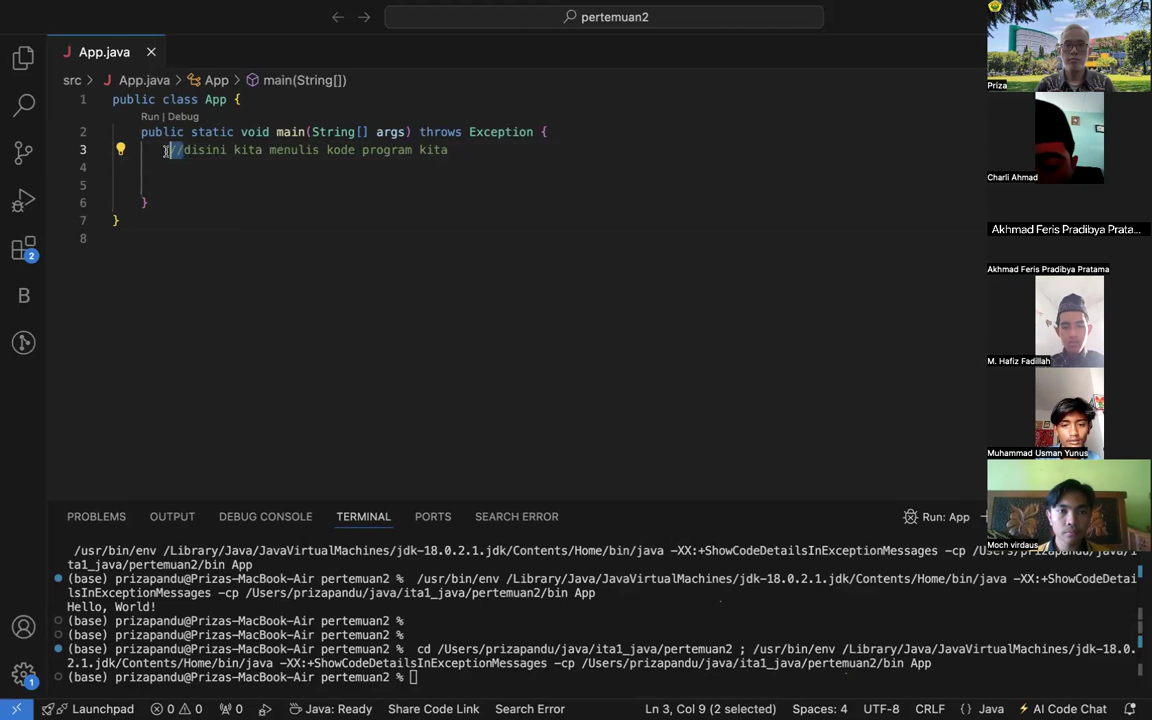 pertemuan2
App.java
src > App.java > App > main(String[])
1 public class App {
Run | Debug
2 public static void main(String[] args) throws Exception {
3 //disini kita menulis kode program kita
4
5
6 }
7 }
8
2
B
1
PROBLEMS OUTPUT DEBUG CONSOLE TERMINAL PORTS SEARCH ERROR
Run: App
/usr/bin/env /Library/Java/JavaVirtualMachines/jdk-18.0.2.1.jdk/Contents/Home/bin/java -XX:+ShowCodeDetailsInExceptionMessages -cp /Users/prizapandu/java/i
ta1_java/pertemuan2/bin App
(base) prizapandu@Prizas-MacBook-Air pertemuan2 % /usr/bin/env /Library/Java/JavaVirtualMachines/jdk-18.0.2.1.jdk/Contents/Home/bin/java -XX:+ShowCodeDetai
lsInExceptionMessages -cp /Users/prizapandu/java/ita1_java/pertemuan2/bin App
Hello, World!
(base) prizapandu@Prizas-MacBook-Air pertemuan2 %
(base) prizapandu@Prizas-MacBook-Air pertemuan2 %
(base) prizapandu@Prizas-MacBook-Air pertemuan2 % cd /Users/prizapandu/java/ita1_java/pertemuan2 ; /usr/bin/env /Library/Java/JavaVirtualMachines/jdk-18.0.
2.1.jdk/Contents/Home/bin/java -XX:+ShowCodeDetailsInExceptionMessages -cp /Users/prizapandu/java/ita1_java/pertemuan2/bin App
(base) prizapandu@Prizas-MacBook-Air pertemuan2 %
Launchpad 0 0 0 Java: Ready Share Code Link Search Error Ln 3, Col 9 (2 selected) Spaces: 4 UTF-8 CRLF {} Java AI Code Chat
Priza
Charli Ahmad
Akhmad Feris Pradibya Prata...
Akhmad Feris Pradibya Pratama
M. Hafiz Fadillah
Muhammad Usman Yunus
Moch virdaus